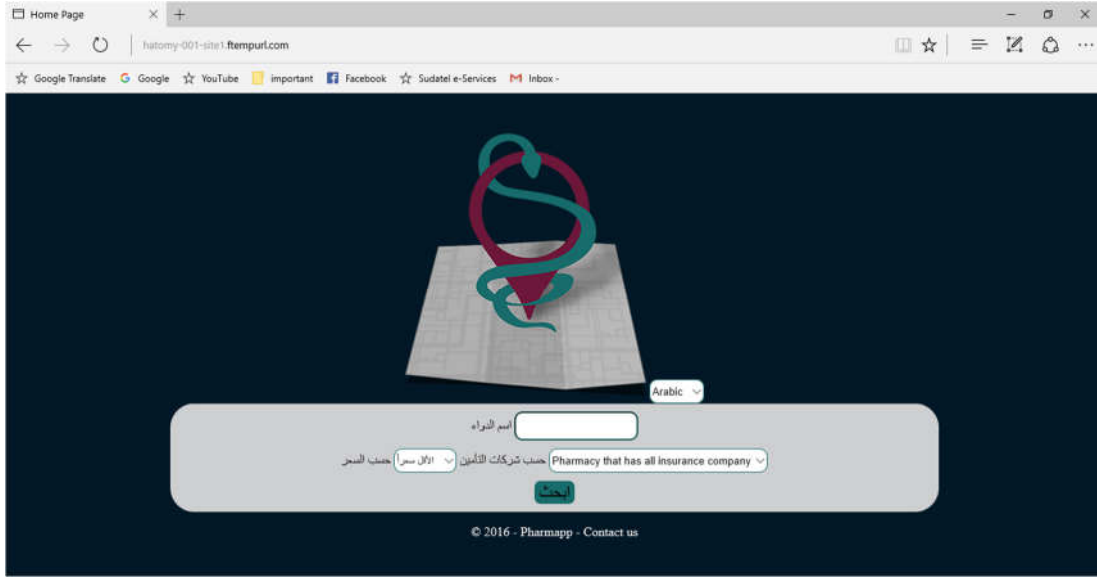 Home Page
hatomy-001-site1.ftempurl.com
Google Translate Google YouTube important Facebook Sudatel e-Services Inbox -
Arabic
اسم الدواء
Pharmacy that has all insurance company حسب شركات التأمين الأقل سعرا حسب السعر
ابحث
© 2016 - Pharmapp - Contact us